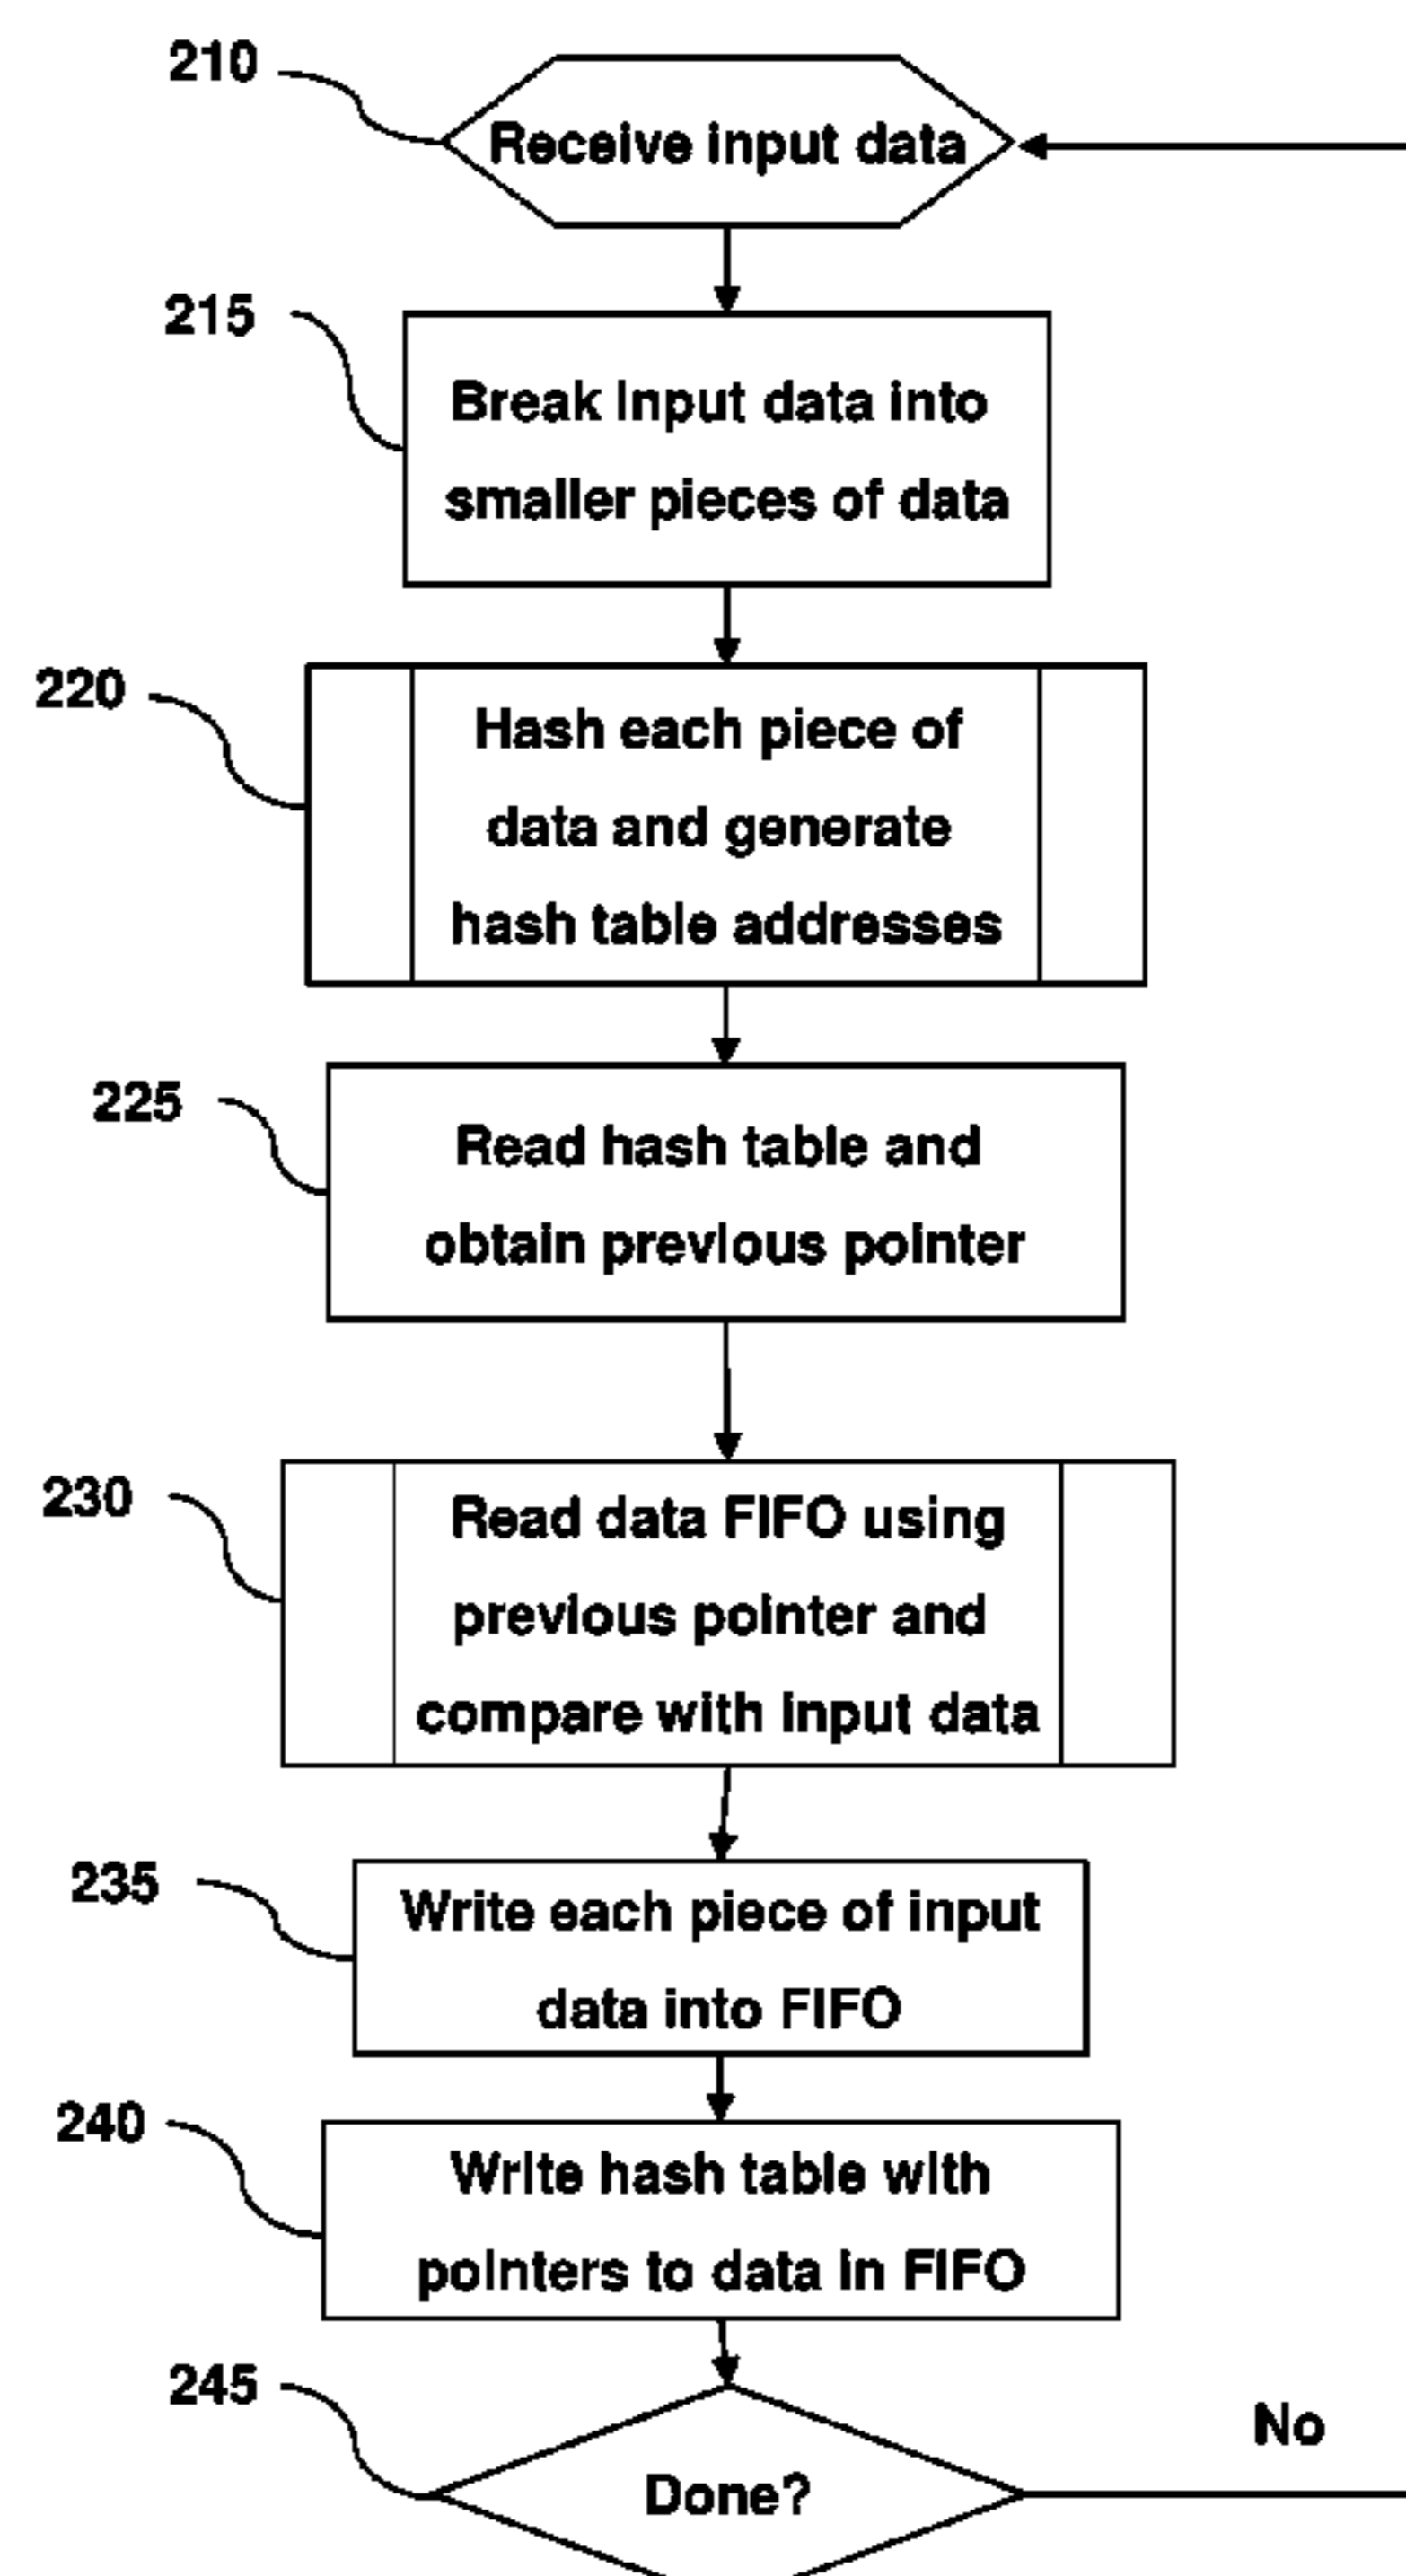 210
Receive input data
215
Break input data into
smaller pieces of data
220
Hash each piece of
data and generate
hash table addresses
225
Read hash table and
obtain previous pointer
230
Read data FIFO using
previous pointer and
compare with input data
235
Write each piece of input
data into FIFO
240
Write hash table with
pointers to data in FIFO
245
No
Done?